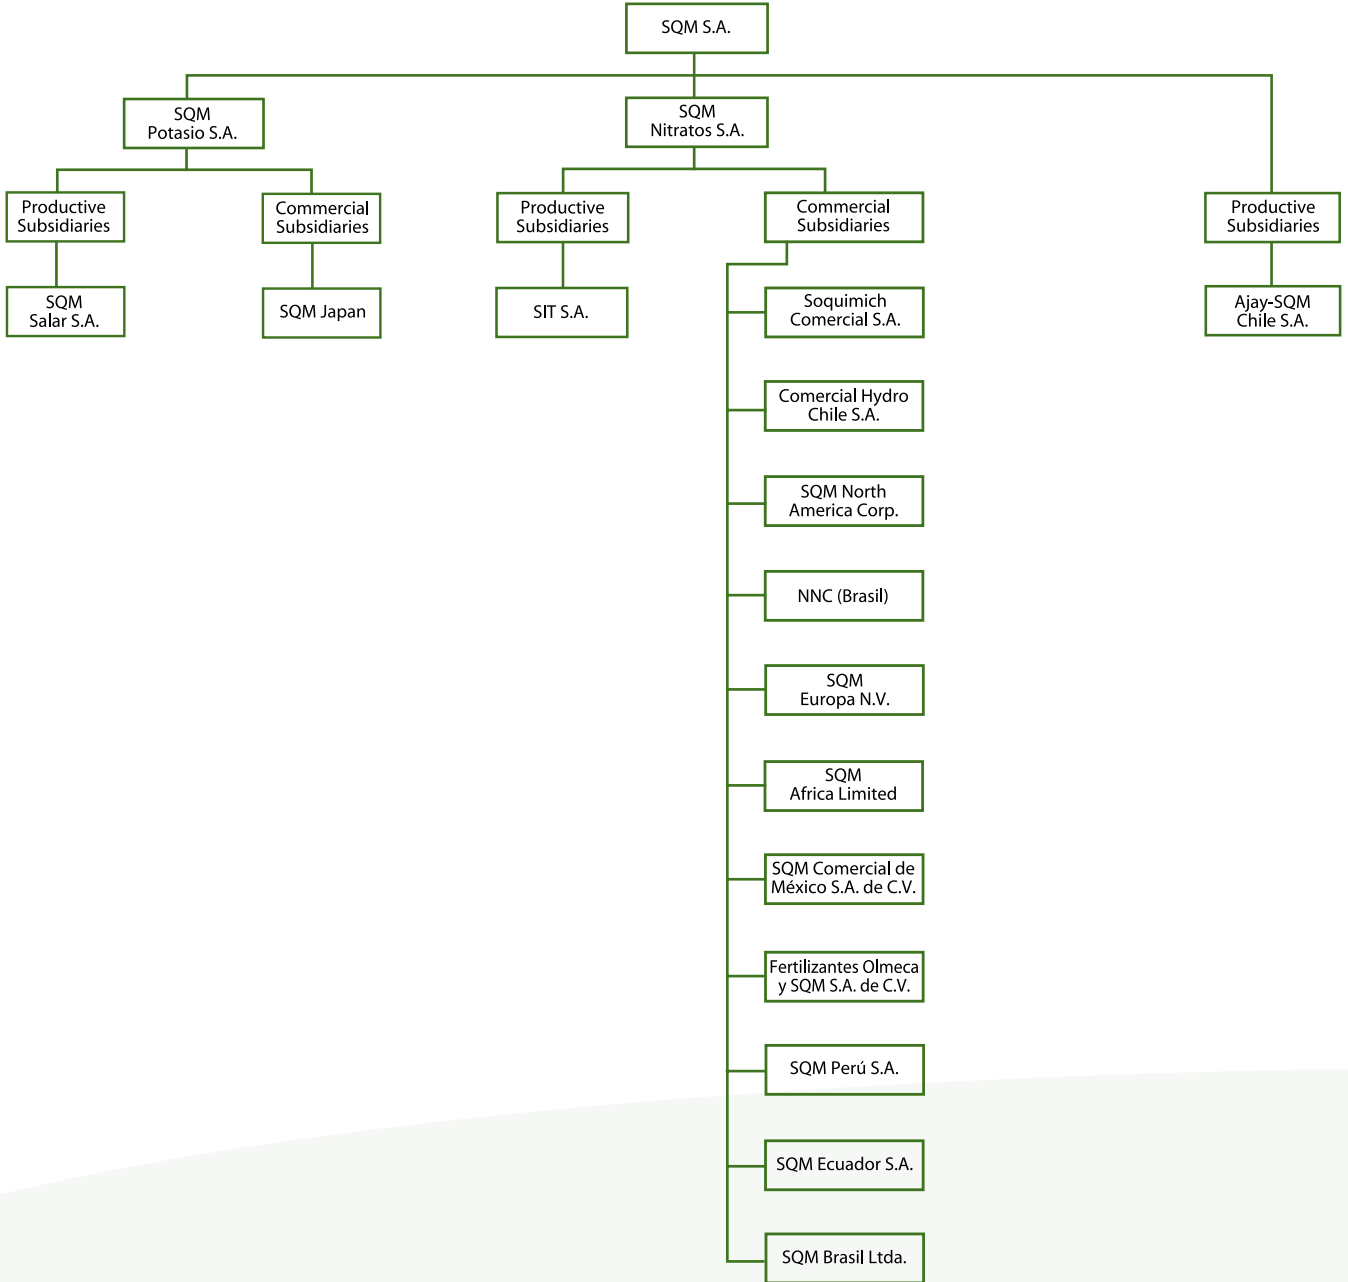 SQM S.A.
SQM
Potasio S.A.
SQM
Nitratos S.A.
Productive
Subsidiaries
Commercial
Subsidiaries
Productive
Subsidiaries
Commercial
Subsidiaries
Productive
Subsidiaries
SQM
Salar S.A.
SQM Japan
SIT S.A.
Soquimich
Comercial S.A.
Ajay-SQM
Chile S.A.
Comercial Hydro
Chile S.A.
SQM North
America Corp.
NNC (Brasil)
SQM
Europa N.V.
SQM
Africa Limited
SQM Comercial de
México S.A. de C.V.
Fertilizantes Olmeca
y SQM S.A. de C.V.
SQM Perú S.A.
SQM Ecuador S.A.
SQM Brasil Ltda.